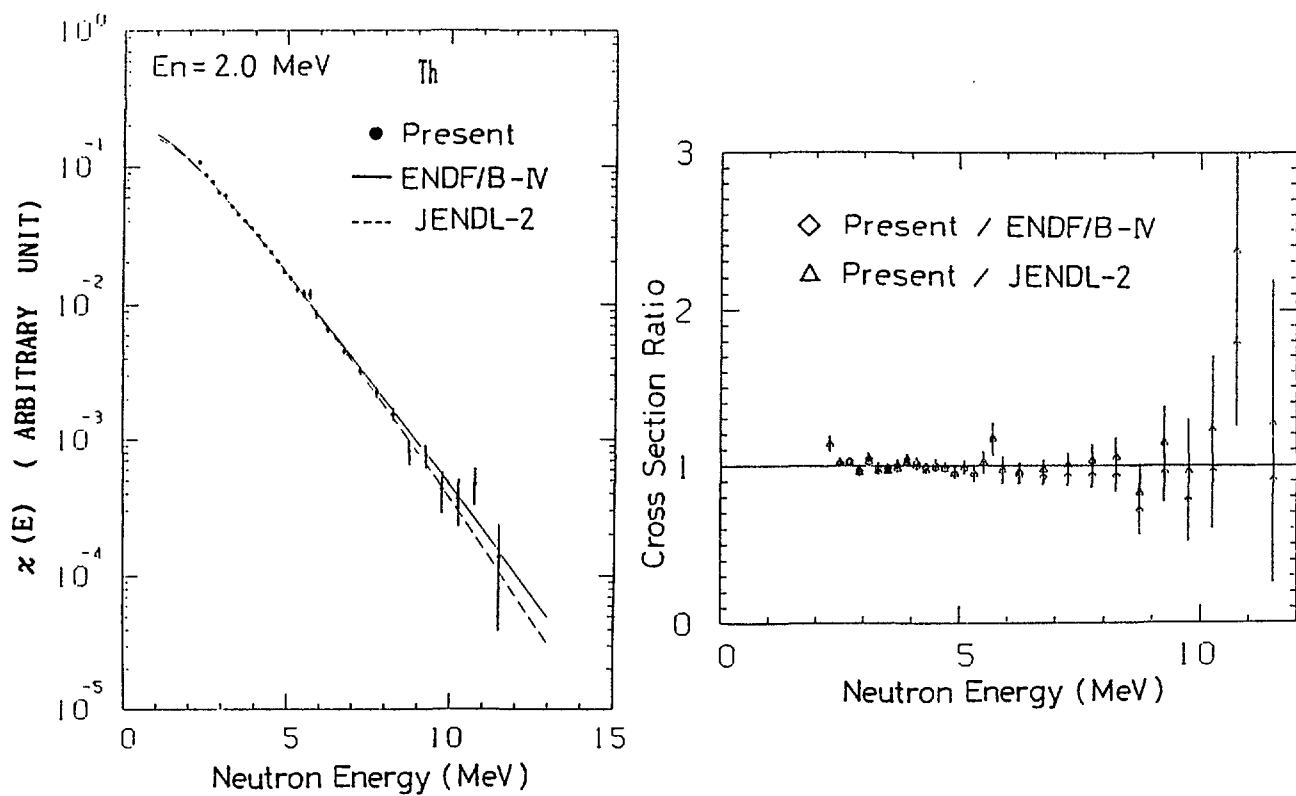 10⁰
En = 2.0 MeV Th
● Present
— ENDF/B-IV
--- JENDL-2
10⁻¹
10⁻²
10⁻³
10⁻⁴
10⁻⁵
χ(E) ( ARBITRARY UNIT)
0 5 10 15
Neutron Energy (MeV)
3
◇ Present / ENDF/B-IV
△ Present / JENDL-2
2
1
0
Cross Section Ratio
0 5 10
Neutron Energy (MeV)